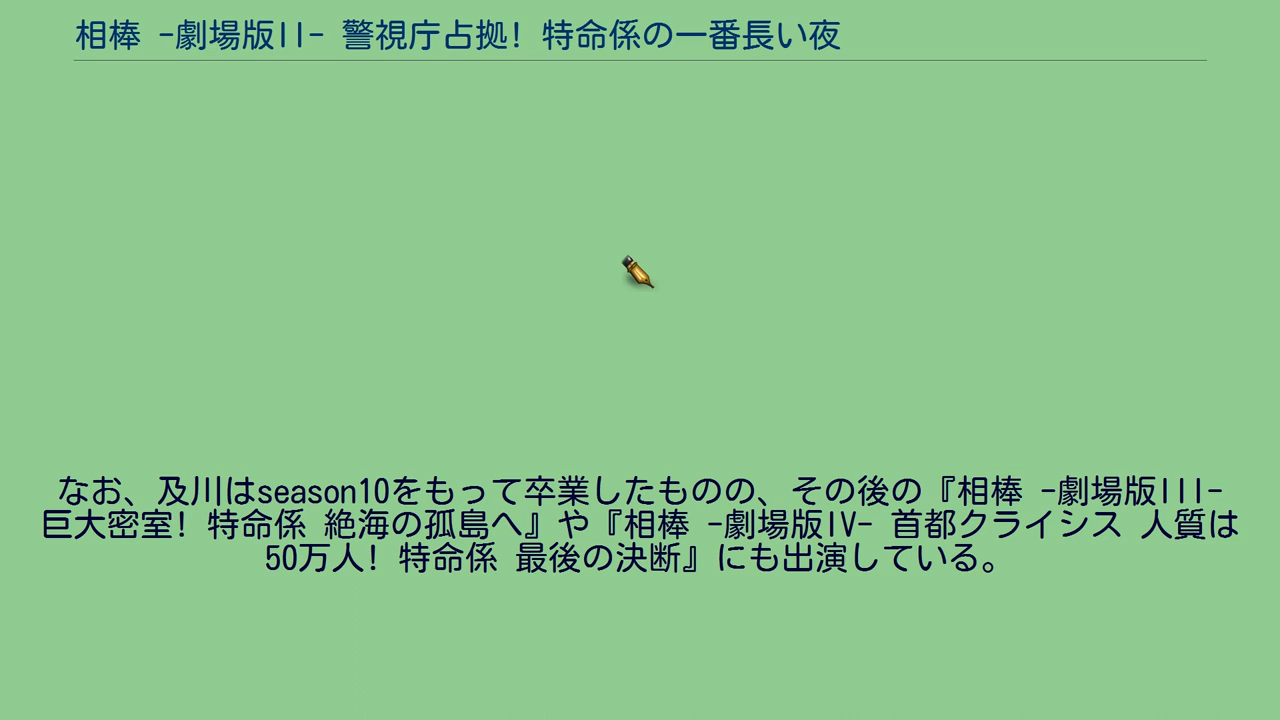 相棒 -劇場版II- 警視庁占拠! 特命係の一番長い夜
なお、及川はseason10をもって卒業したものの、その後の『相棒 -劇場版III-
巨大密室! 特命係 絶海の孤島へ』や『相棒 -劇場版IV- 首都クライシス 人質は
50万人! 特命係 最後の決断』にも出演している。